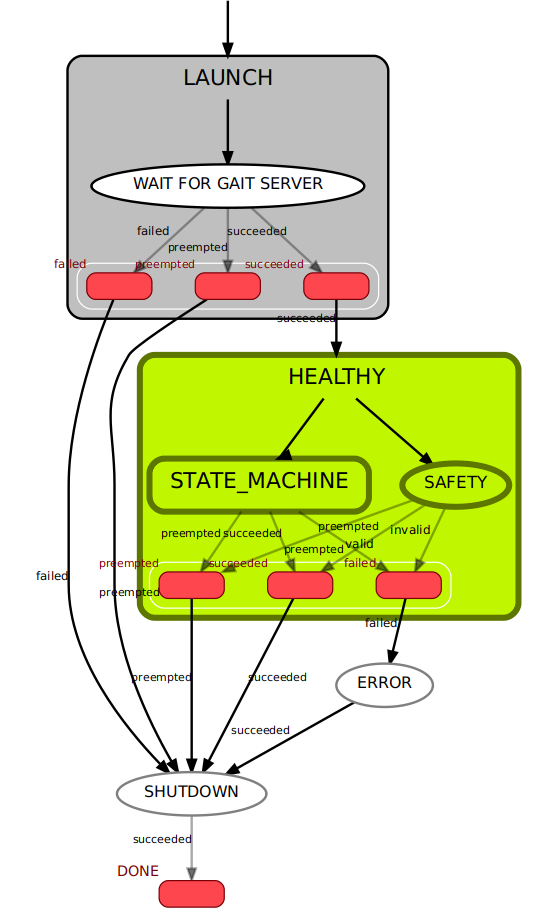 LAUNCH
WAIT FOR GAIT SERVER
failed
succeeded
preempted
failed
preempted
succeeded
succeeded
HEALTHY
STATE_MACHINE
SAFETY
preempted
preempted
succeeded
invalid
preempted
valid
preempted
succeeded
failed
failed
preempted
failed
preempted
succeeded
ERROR
succeeded
SHUTDOWN
succeeded
DONE